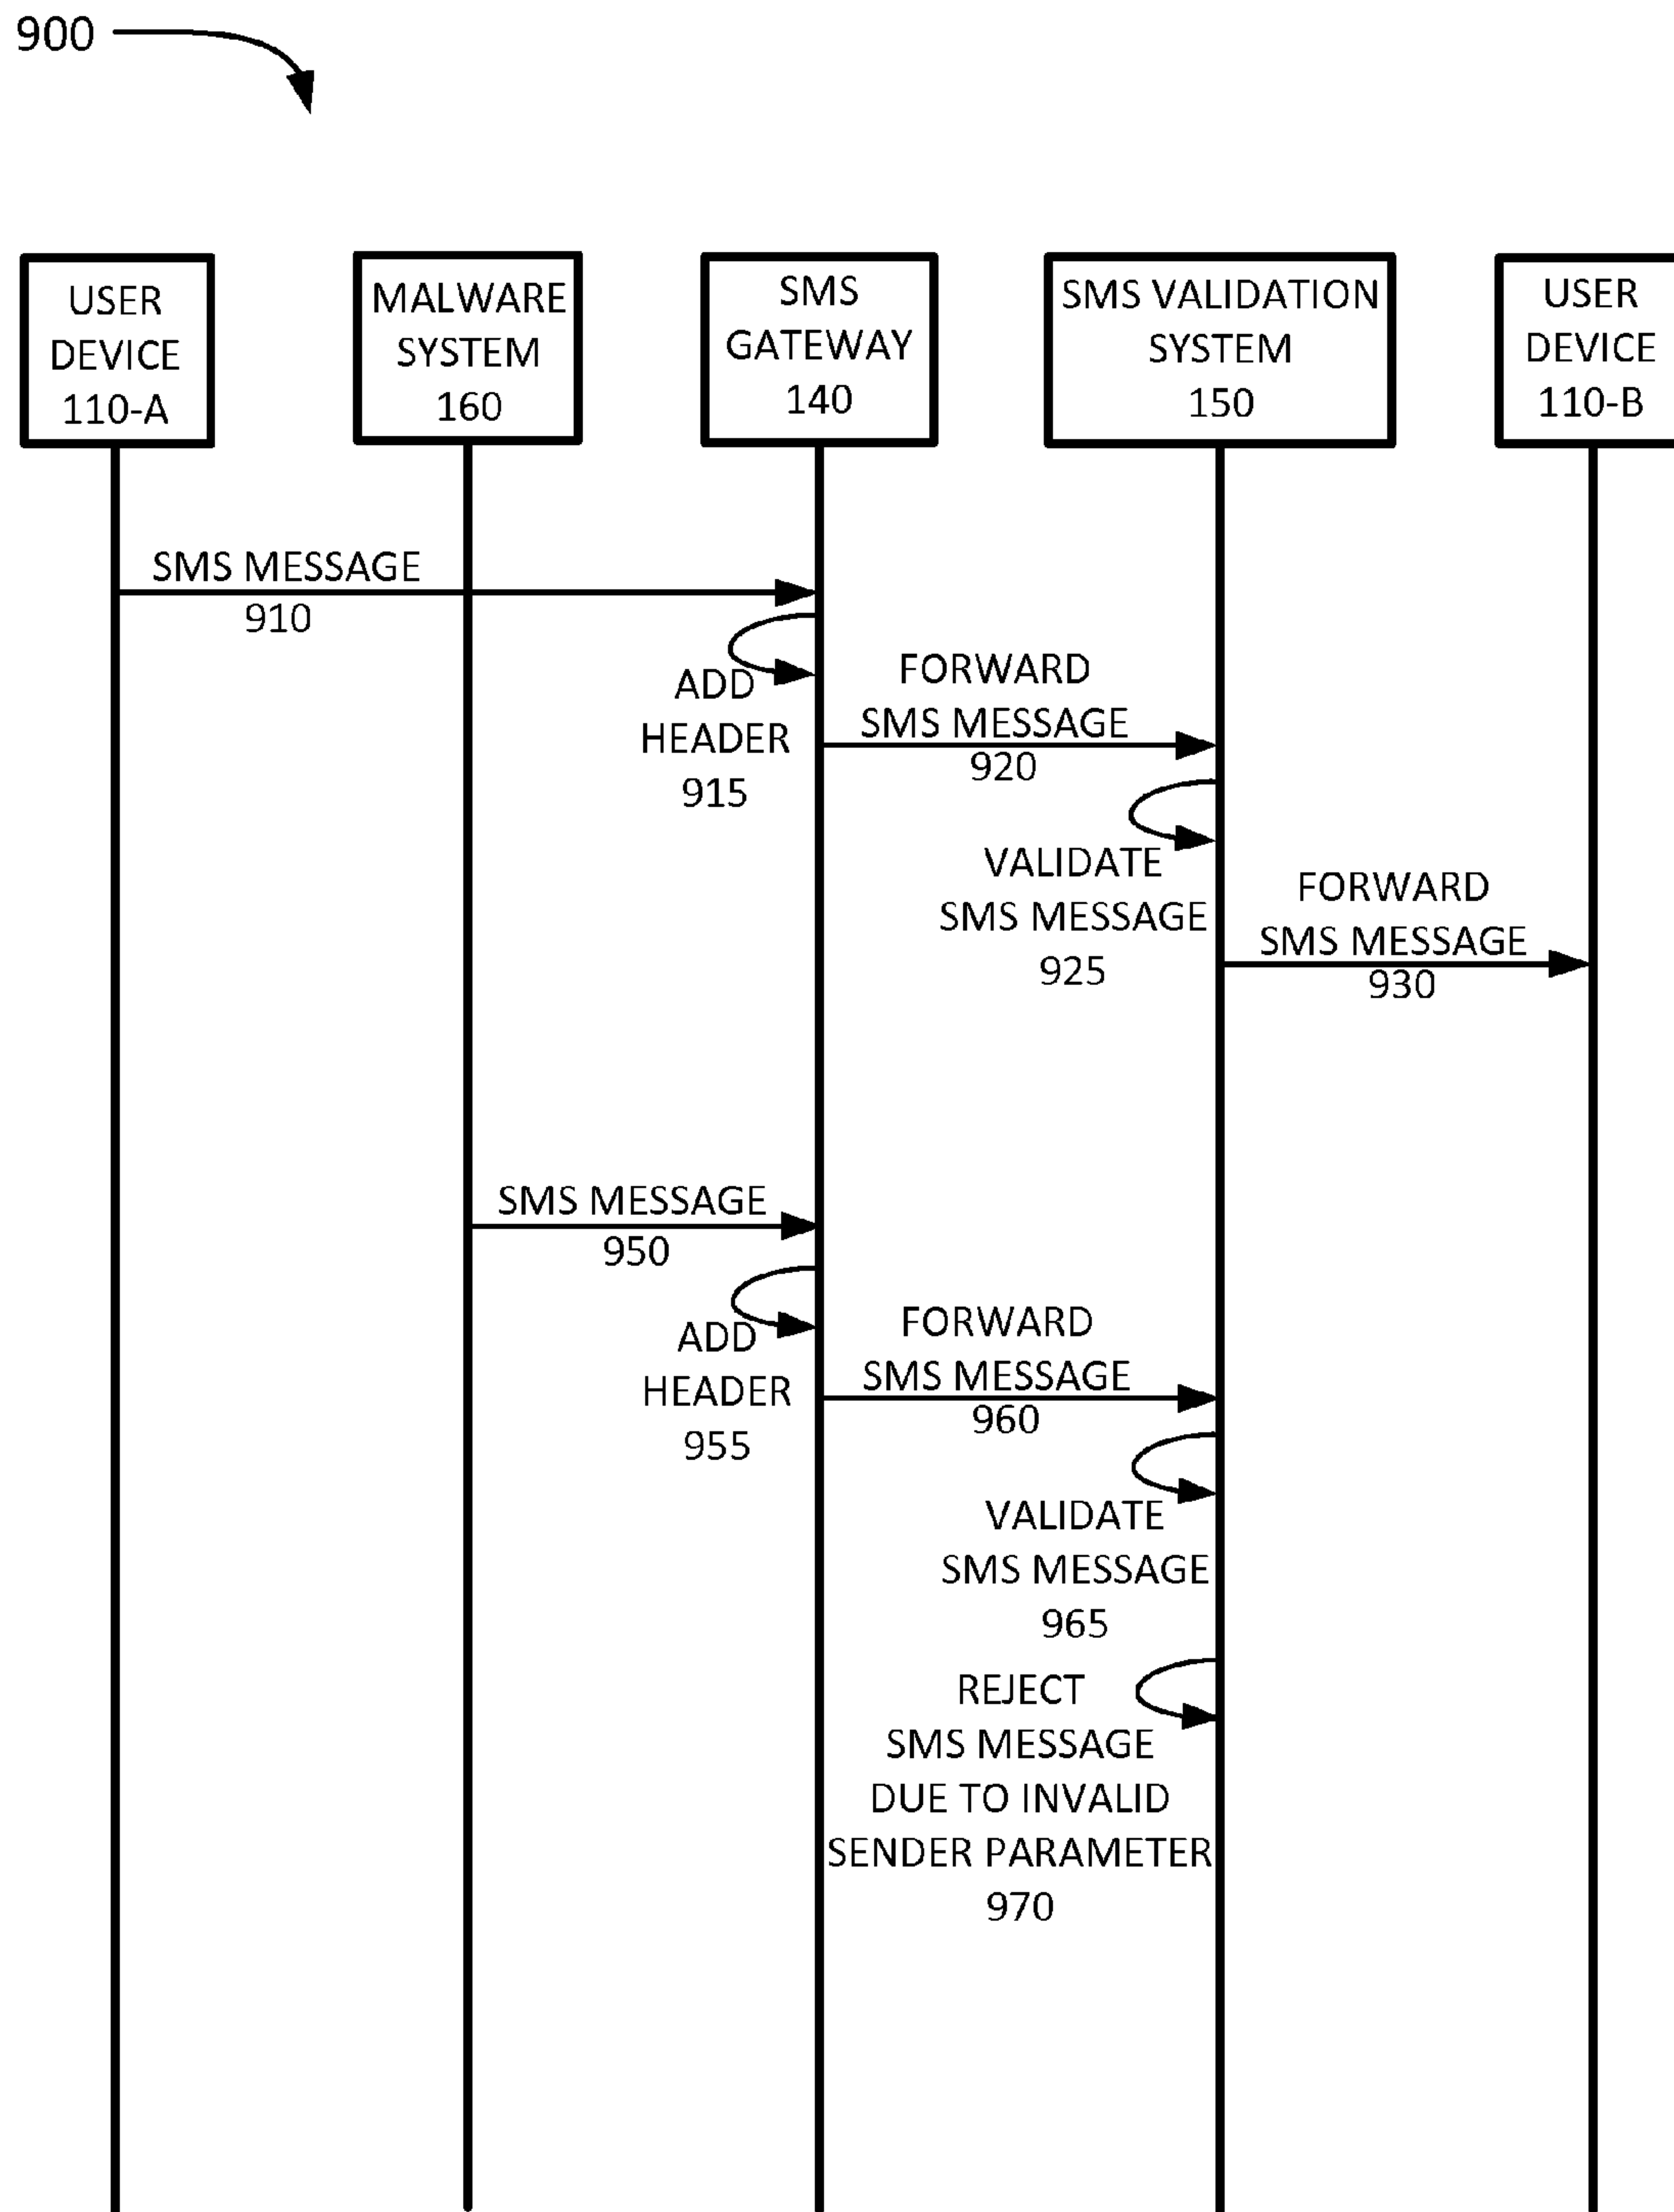 900
USER
DEVICE
110-A
MALWARE
SYSTEM
160
SMS
GATEWAY
140
SMS VALIDATION
SYSTEM
150
USER
DEVICE
110-B
SMS MESSAGE
910
ADD
HEADER
915
FORWARD
SMS MESSAGE
920
VALIDATE
SMS MESSAGE
925
FORWARD
SMS MESSAGE
930
SMS MESSAGE
950
ADD
HEADER
955
FORWARD
SMS MESSAGE
960
VALIDATE
SMS MESSAGE
965
REJECT
SMS MESSAGE
DUE TO INVALID
SENDER PARAMETER
970